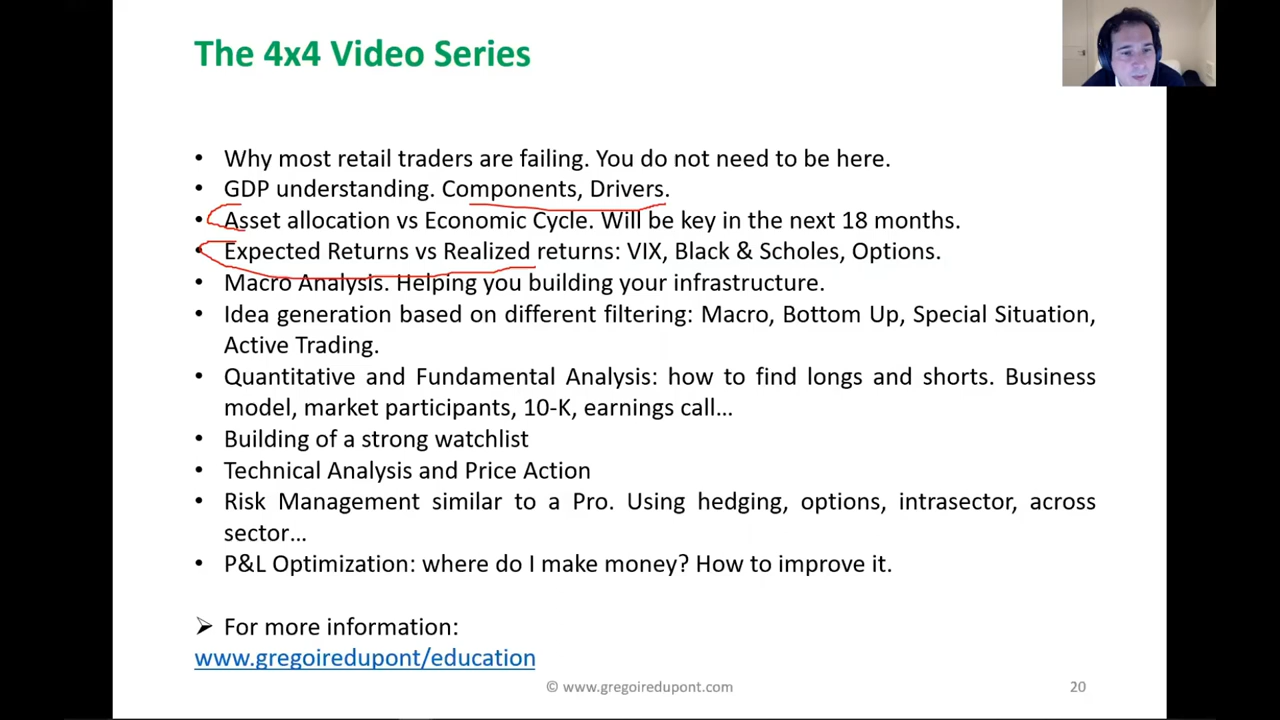 The 4x4 Video Series
• Why most retail traders are failing. You do not need to be here.
• GDP understanding. Components, Drivers.
• Asset allocation vs Economic Cycle. Will be key in the next 18 months.
• Expected Returns vs Realized returns: VIX, Black & Scholes, Options.
• Macro Analysis. Helping you building your infrastructure.
• Idea generation based on different filtering: Macro, Bottom Up, Special Situation,
Active Trading.
• Quantitative and Fundamental Analysis: how to find longs and shorts. Business
model, market participants, 10-K, earnings call…
• Building of a strong watchlist
• Technical Analysis and Price Action
• Risk Management similar to a Pro. Using hedging, options, intrasector, across
sector…
• P&L Optimization: where do I make money? How to improve it.
➢ For more information:
www.gregoiredupont/education
© www.gregoiredupont.com 20